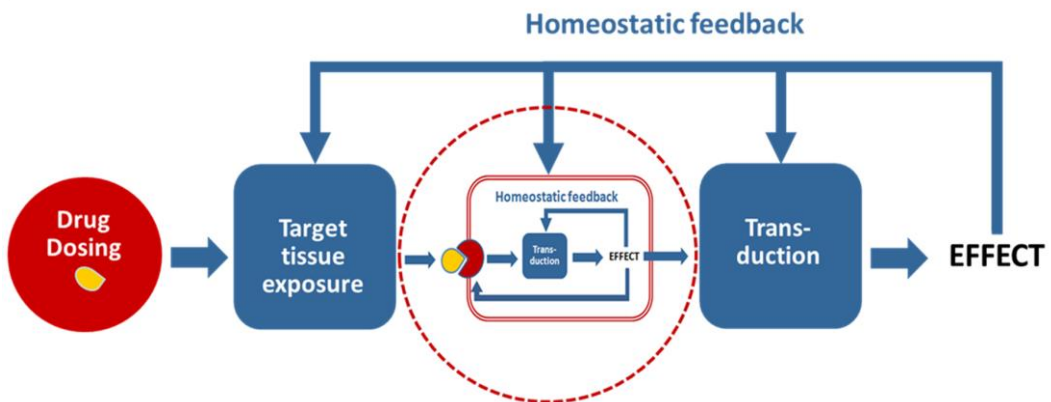 Homeostatic feedback
Drug
Dosing
Target
tissue
exposure
Homeostatic feedback
Trans-
duction
EFFECT
Trans-
duction
EFFECT